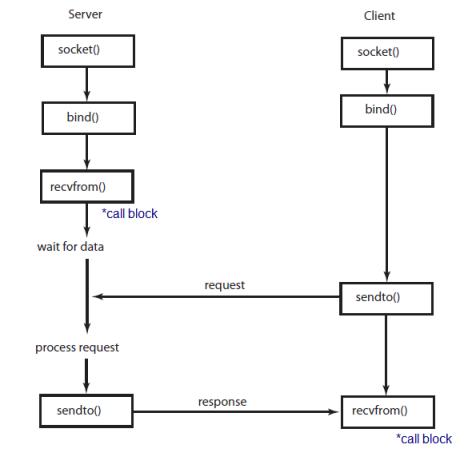 Server
Client
socket()
socket()
bind()
bind()
recvfrom()
*call block
wait for data
request
sendto()
process request
response
sendto()
recvfrom()
*call block